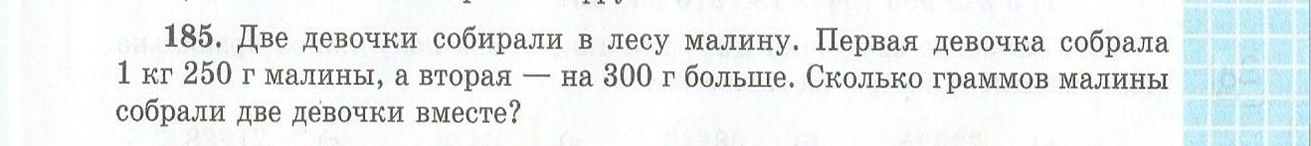 185. Две девочки собирали в лесу малину. Первая девочка собрала
1 кг 250 г малины, а вторая — на 300 г больше. Сколько граммов малины
собрали две девочки вместе?